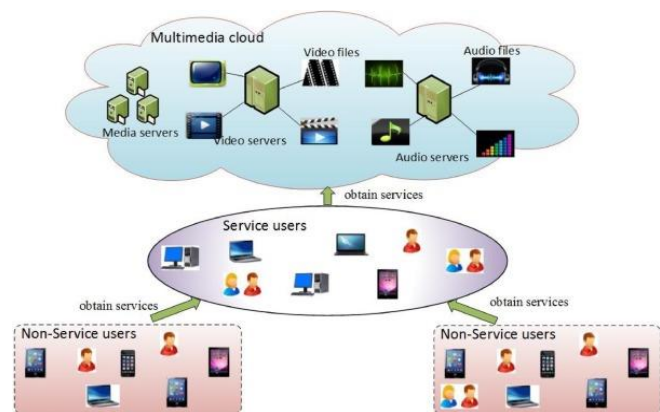 Multimedia cloud
Video files
Audio files
Media servers
Video servers
Audio servers
obtain services
Service users
obtain services
obtain services
Non-Service users
Non-Service users